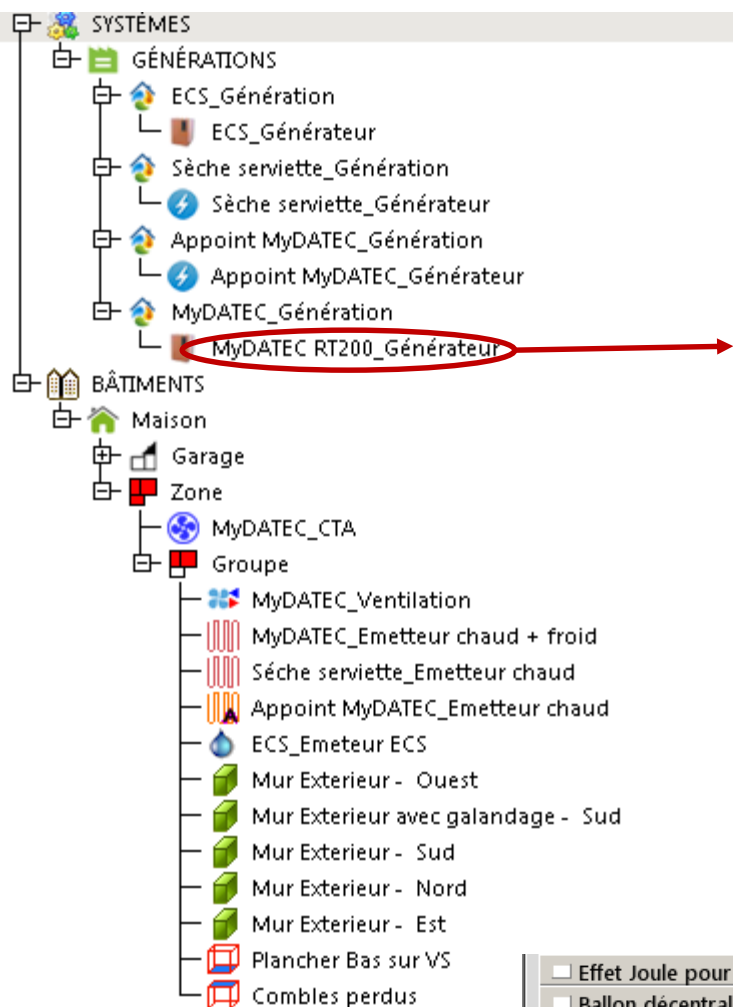 SYSTÈMES
GÉNÉRATIONS
ECS_Génération
ECS_Générateur
Sèche serviette_Génération
Sèche serviette_Générateur
Appoint MyDATEC_Génération
Appoint MyDATEC_Générateur
MyDATEC_Génération
MyDATEC RT200_Générateur
BÂTIMENTS
Maison
Garage
Zone
MyDATEC_CTA
Groupe
MyDATEC_Ventilation
MyDATEC_Emetteur chaud + froid
Séche serviette_Emetteur chaud
Appoint MyDATEC_Emetteur chaud
ECS_Emeteur ECS
Mur Exterieur - Ouest
Mur Exterieur avec galandage - Sud
Mur Exterieur - Sud
Mur Exterieur - Nord
Mur Exterieur - Est
Plancher Bas sur VS
Effet Joule pour
Combles perdus
Ballon décentral